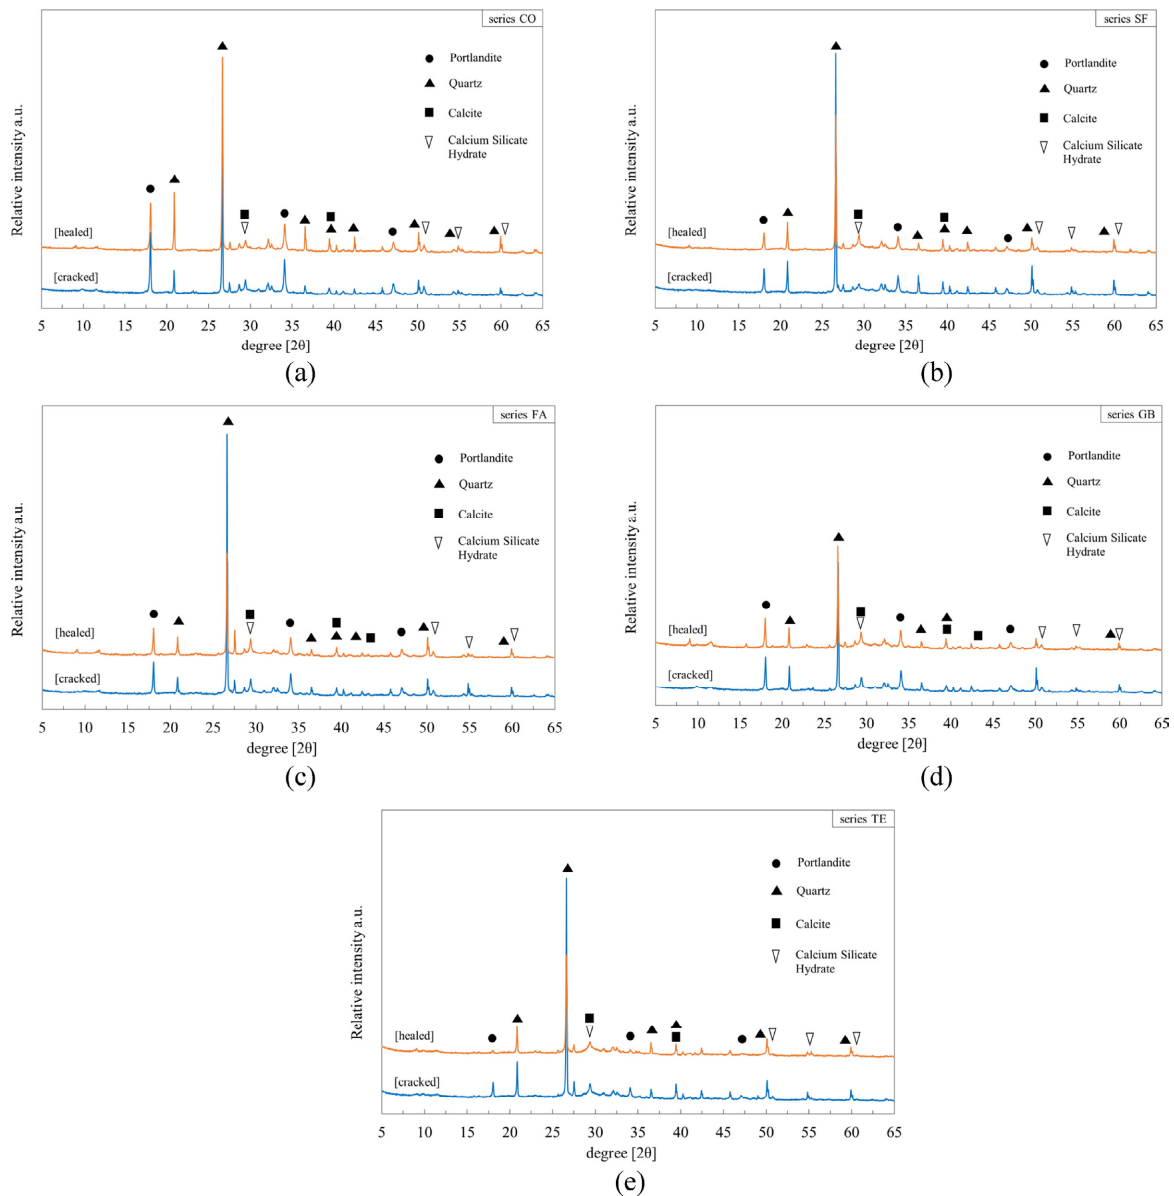 series CO
Relative intensity a.u.
Portlandite
Quartz
Calcite
Calcium Silicate
Hydrate
[healed]
[cracked]
5 10 15 20 25 30 35 40 45 50 55 60 65
degree [2θ]
(a)
series SF
Relative intensity a.u.
Portlandite
Quartz
Calcite
Calcium Silicate
Hydrate
[healed]
[cracked]
5 10 15 20 25 30 35 40 45 50 55 60 65
degree [2θ]
(b)
series FA
Relative intensity a.u.
Portlandite
Quartz
Calcite
Calcium Silicate
Hydrate
[healed]
[cracked]
5 10 15 20 25 30 35 40 45 50 55 60 65
degree [2θ]
(c)
series GB
Relative intensity a.u.
Portlandite
Quartz
Calcite
Calcium Silicate
Hydrate
[healed]
[cracked]
5 10 15 20 25 30 35 40 45 50 55 60 65
degree [2θ]
(d)
series TE
Relative intensity a.u.
Portlandite
Quartz
Calcite
Calcium Silicate
Hydrate
[healed]
[cracked]
5 10 15 20 25 30 35 40 45 50 55 60 65
degree [2θ]
(e)